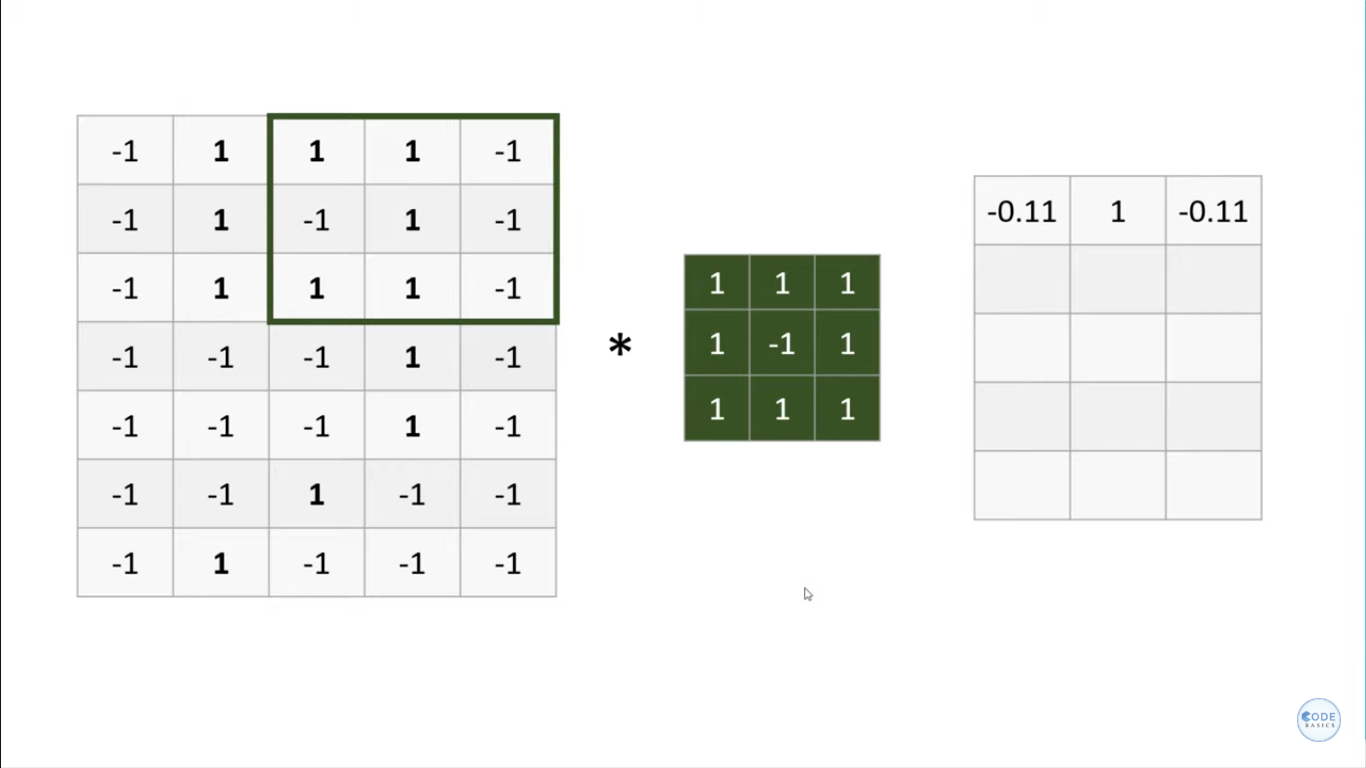 -1 1 1 1 -1
-1 1 -1 1 -1
-1 1 1 1 -1
-1 -1 -1 1 -1
-1 -1 -1 1 -1
-1 -1 1 -1 -1
-1 1 -1 -1 -1
*
1 1 1
1 -1 1
1 1 1
-0.11 1 -0.11
CODE
BASICS